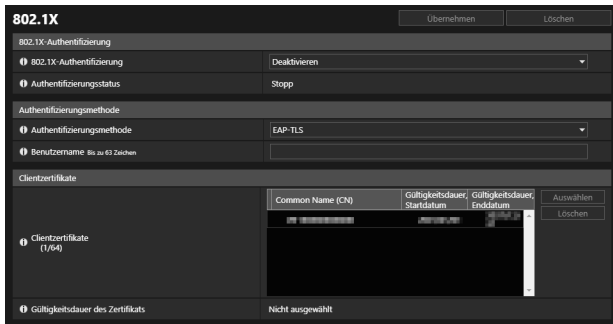 802.1X
Übernehmen
Löschen
802.1X-Authentifizierung
802.1X-Authentifizierung
Deaktivieren
Authentifizierungsstatus
Stopp
Authentifizierungsmethode
Authentifizierungsmethode
EAP-TLS
Benutzername Bis zu 63 Zeichen
Clientzertifikate
Common Name (CN)
Gültigkeitsdauer,
Startdatum
Gültigkeitsdauer,
Enddatum
Auswählen
Löschen
Clientzertifikate
(1/64)
Gültigkeitsdauer des Zertifikats
Nicht ausgewählt